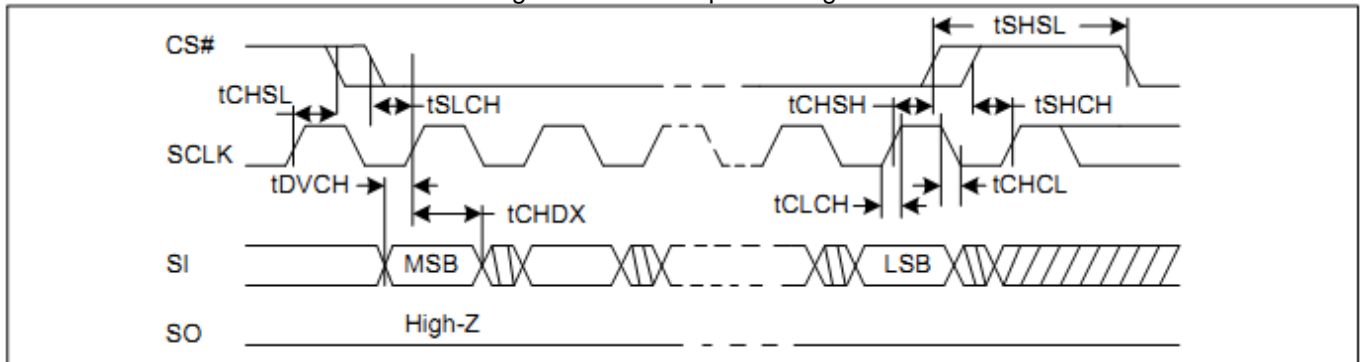 tSHSL
CS#
tCHSL
tSLCH
tCHSH
tSHCH
SCLK
tDVCH
tCHCL
tCLCH
tCHDX
SI
MSB
LSB
SO
High-Z